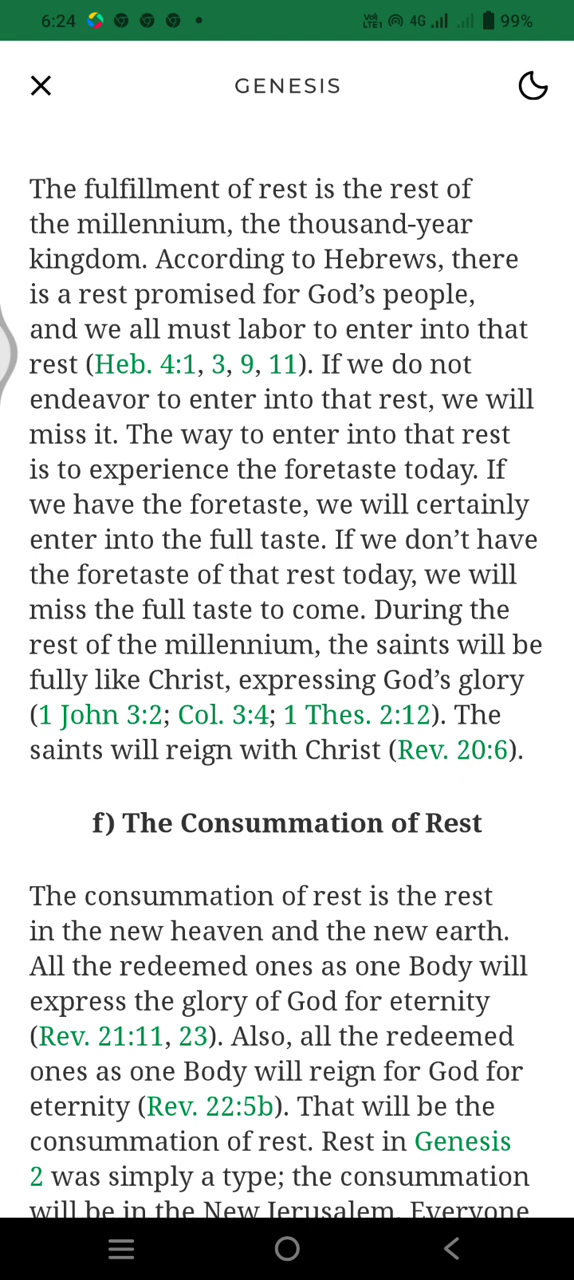 6:24
Vo)
LTE1
4G
99%
GENESIS
The fulfillment of rest is the rest of
the millennium, the thousand-year
kingdom. According to Hebrews, there
is a rest promised for God’s people,
and we all must labor to enter into that
rest (Heb. 4:1, 3, 9, 11). If we do not
endeavor to enter into that rest, we will
miss it. The way to enter into that rest
is to experience the foretaste today. If
we have the foretaste, we will certainly
enter into the full taste. If we don’t have
the foretaste of that rest today, we will
miss the full taste to come. During the
rest of the millennium, the saints will be
fully like Christ, expressing God’s glory
(1 John 3:2; Col. 3:4; 1 Thes. 2:12). The
saints will reign with Christ (Rev. 20:6).
f) The Consummation of Rest
The consummation of rest is the rest
in the new heaven and the new earth.
All the redeemed ones as one Body will
express the glory of God for eternity
(Rev. 21:11, 23). Also, all the redeemed
ones as one Body will reign for God for
eternity (Rev. 22:5b). That will be the
consummation of rest. Rest in Genesis
2 was simply a type; the consummation
will be in the New Jerusalem. Everyone